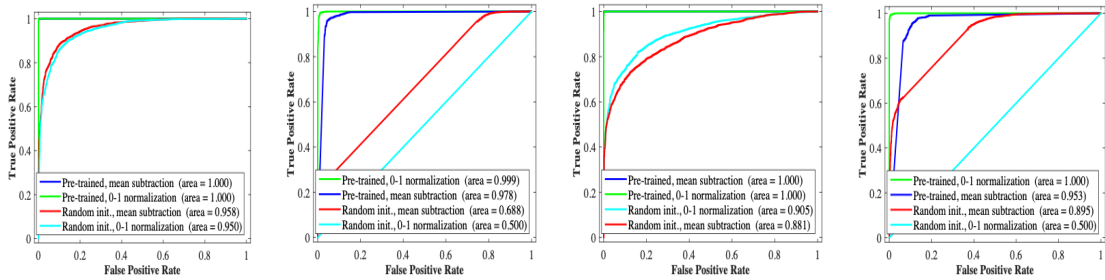 True Positive Rate
1
0.8
0.6
0.4
0.2
0
Pre-trained, mean subtraction (area = 1.000)
Pre-trained, 0-1 normalization (area = 1.000)
Random init., mean subtraction (area = 0.958)
Random init., 0-1 normalization (area = 0.950)
0 0.2 0.4 0.6 0.8 1
False Positive Rate
True Positive Rate
1
0.8
0.6
0.4
0.2
0
Pre-trained, 0-1 normalization (area = 0.999)
Pre-trained, mean subtraction (area = 0.978)
Random init., mean subtraction (area = 0.688)
Random init., 0-1 normalization (area = 0.500)
0 0.2 0.4 0.6 0.8 1
False Positive Rate
True Positive Rate
1
0.8
0.6
0.4
0.2
0
Pre-trained, mean subtraction (area = 1.000)
Pre-trained, 0-1 normalization (area = 1.000)
Random init., 0-1 normalization (area = 0.905)
Random init., mean subtraction (area = 0.881)
0 0.2 0.4 0.6 0.8 1
False Positive Rate
True Positive Rate
1
0.8
0.6
0.4
0.2
0
Pre-trained, 0-1 normalization (area = 1.000)
Pre-trained, mean subtraction (area = 0.953)
Random init., mean subtraction (area = 0.895)
Random init., 0-1 normalization (area = 0.500)
0 0.2 0.4 0.6 0.8 1
False Positive Rate